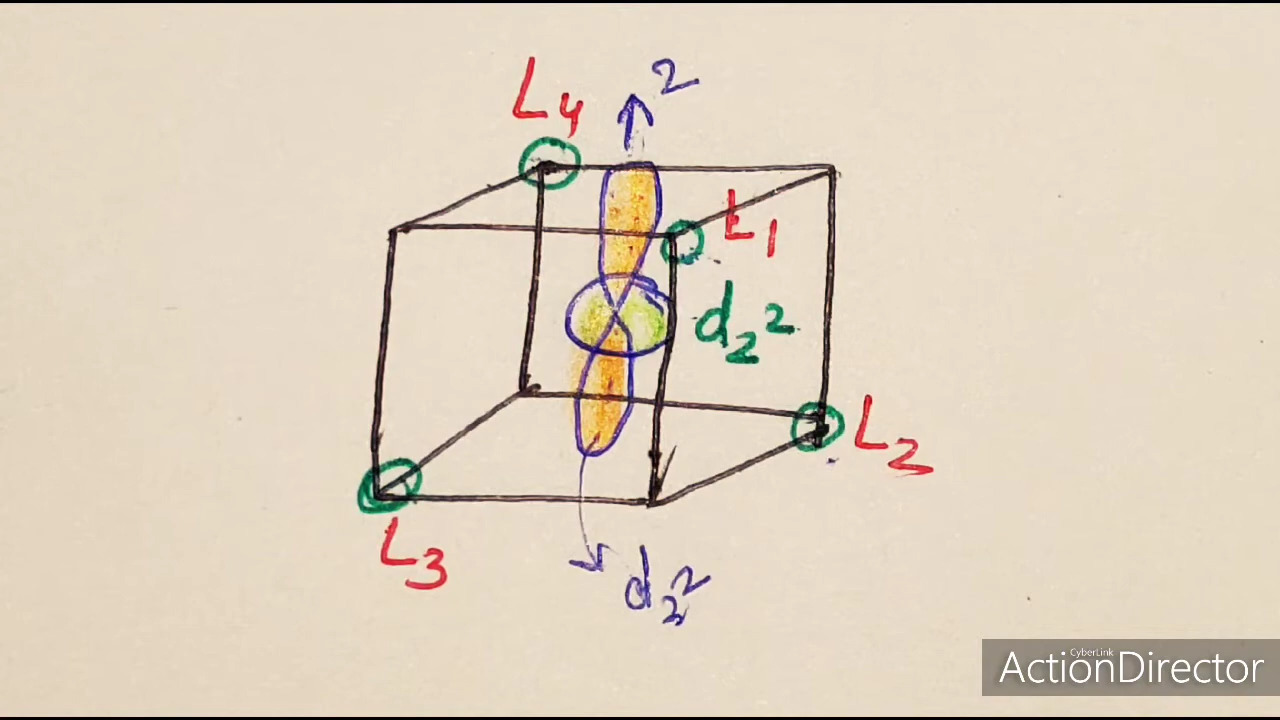 L4
z
L1
dz²
L2
L3
dz²
CyberLink
ActionDirector